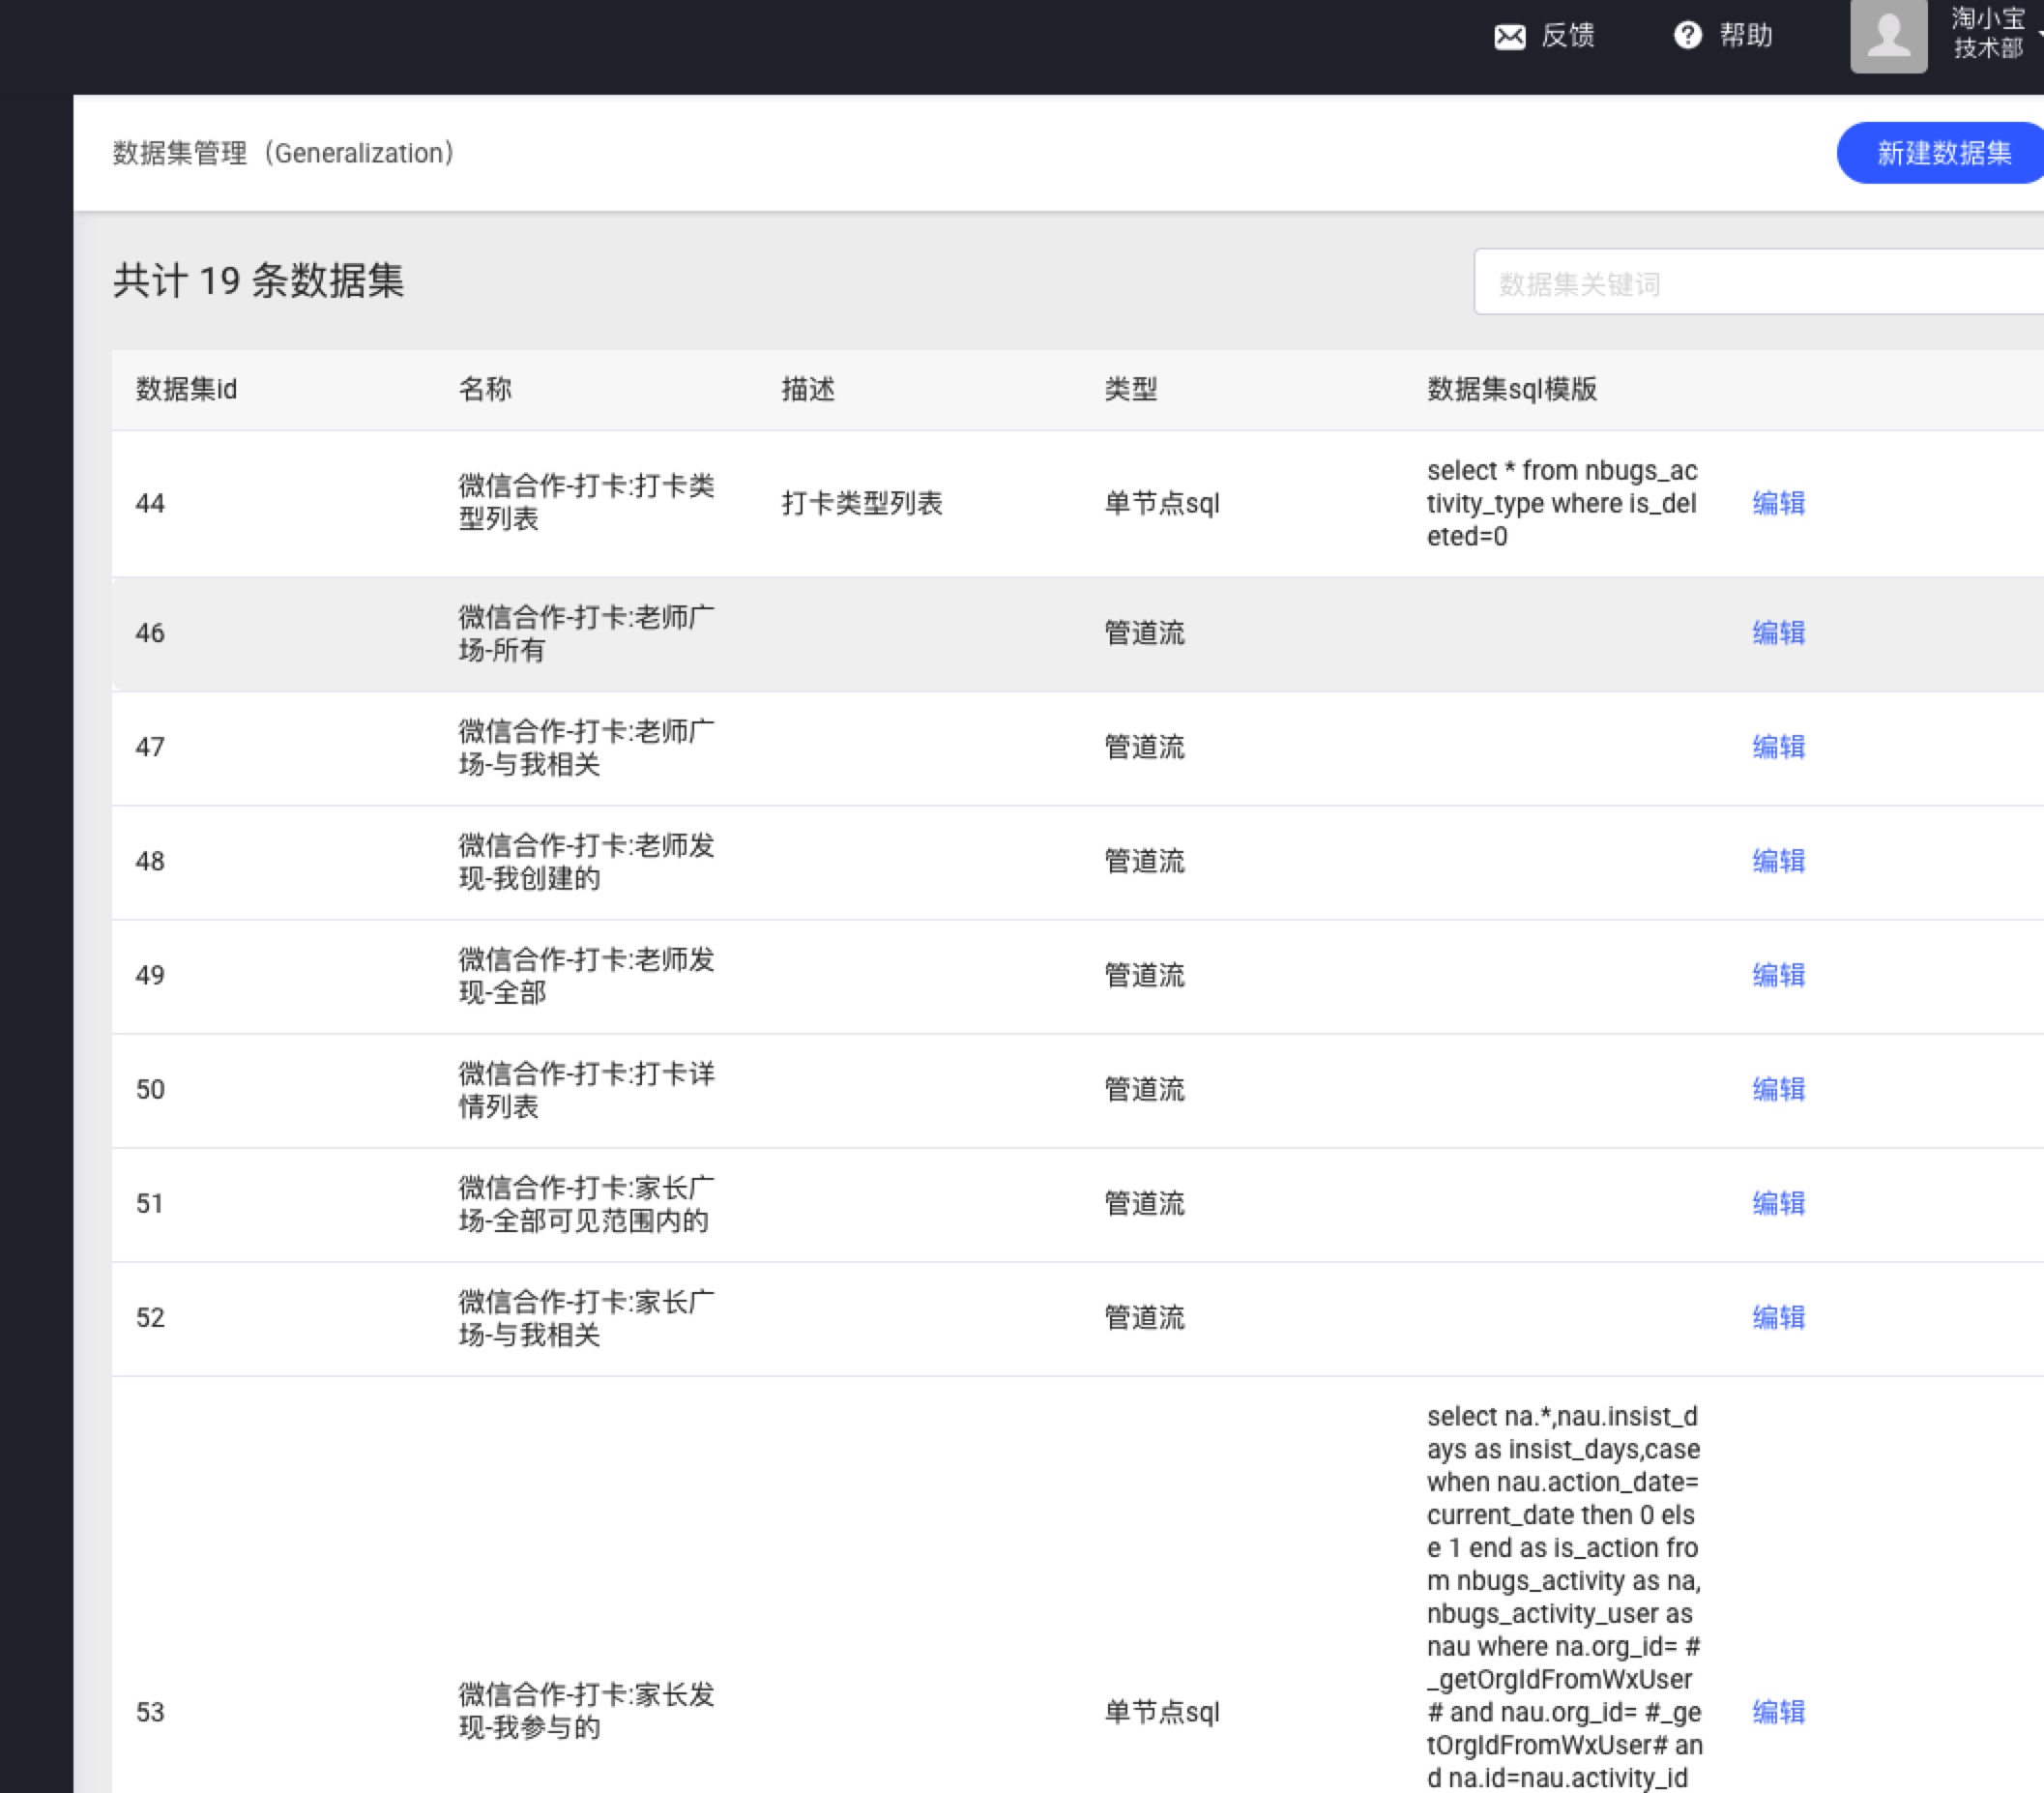 反馈
帮助
淘小宝
技术部
数据集管理（Generalization）
新建数据集
共计 19 条数据集
数据集关键词
数据集id 名称 描述 类型 数据集sql模版
44
微信合作-打卡:打卡类
型列表
打卡类型列表
单节点sql
select * from nbugs_ac
tivity_type where is_del
eted=0
编辑
46
微信合作-打卡:老师广
场-所有
管道流
编辑
47
微信合作-打卡:老师广
场-与我相关
管道流
编辑
48
微信合作-打卡:老师发
现-我创建的
管道流
编辑
49
微信合作-打卡:老师发
现-全部
管道流
编辑
50
微信合作-打卡:打卡详
情列表
管道流
编辑
51
微信合作-打卡:家长广
场-全部可见范围内的
管道流
编辑
52
微信合作-打卡:家长广
场-与我相关
管道流
编辑
53
微信合作-打卡:家长发
现-我参与的
单节点sql
select na.*,nau.insist_d
ays as insist_days,case
when nau.action_date=
current_date then 0 els
e 1 end as is_action fro
m nbugs_activity as na,
nbugs_activity_user as
nau where na.org_id= #
_getOrgIdFromWxUser
# and nau.org_id= #_ge
tOrgIdFromWxUser# an
d na.id=nau.activity_id
编辑